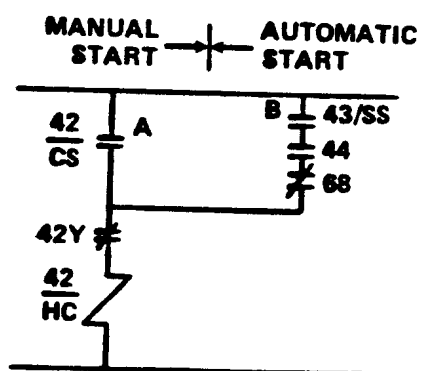 MANUAL START
AUTOMATIC START
42/CS
A
B
43/SS
44
68
42Y
42/HC